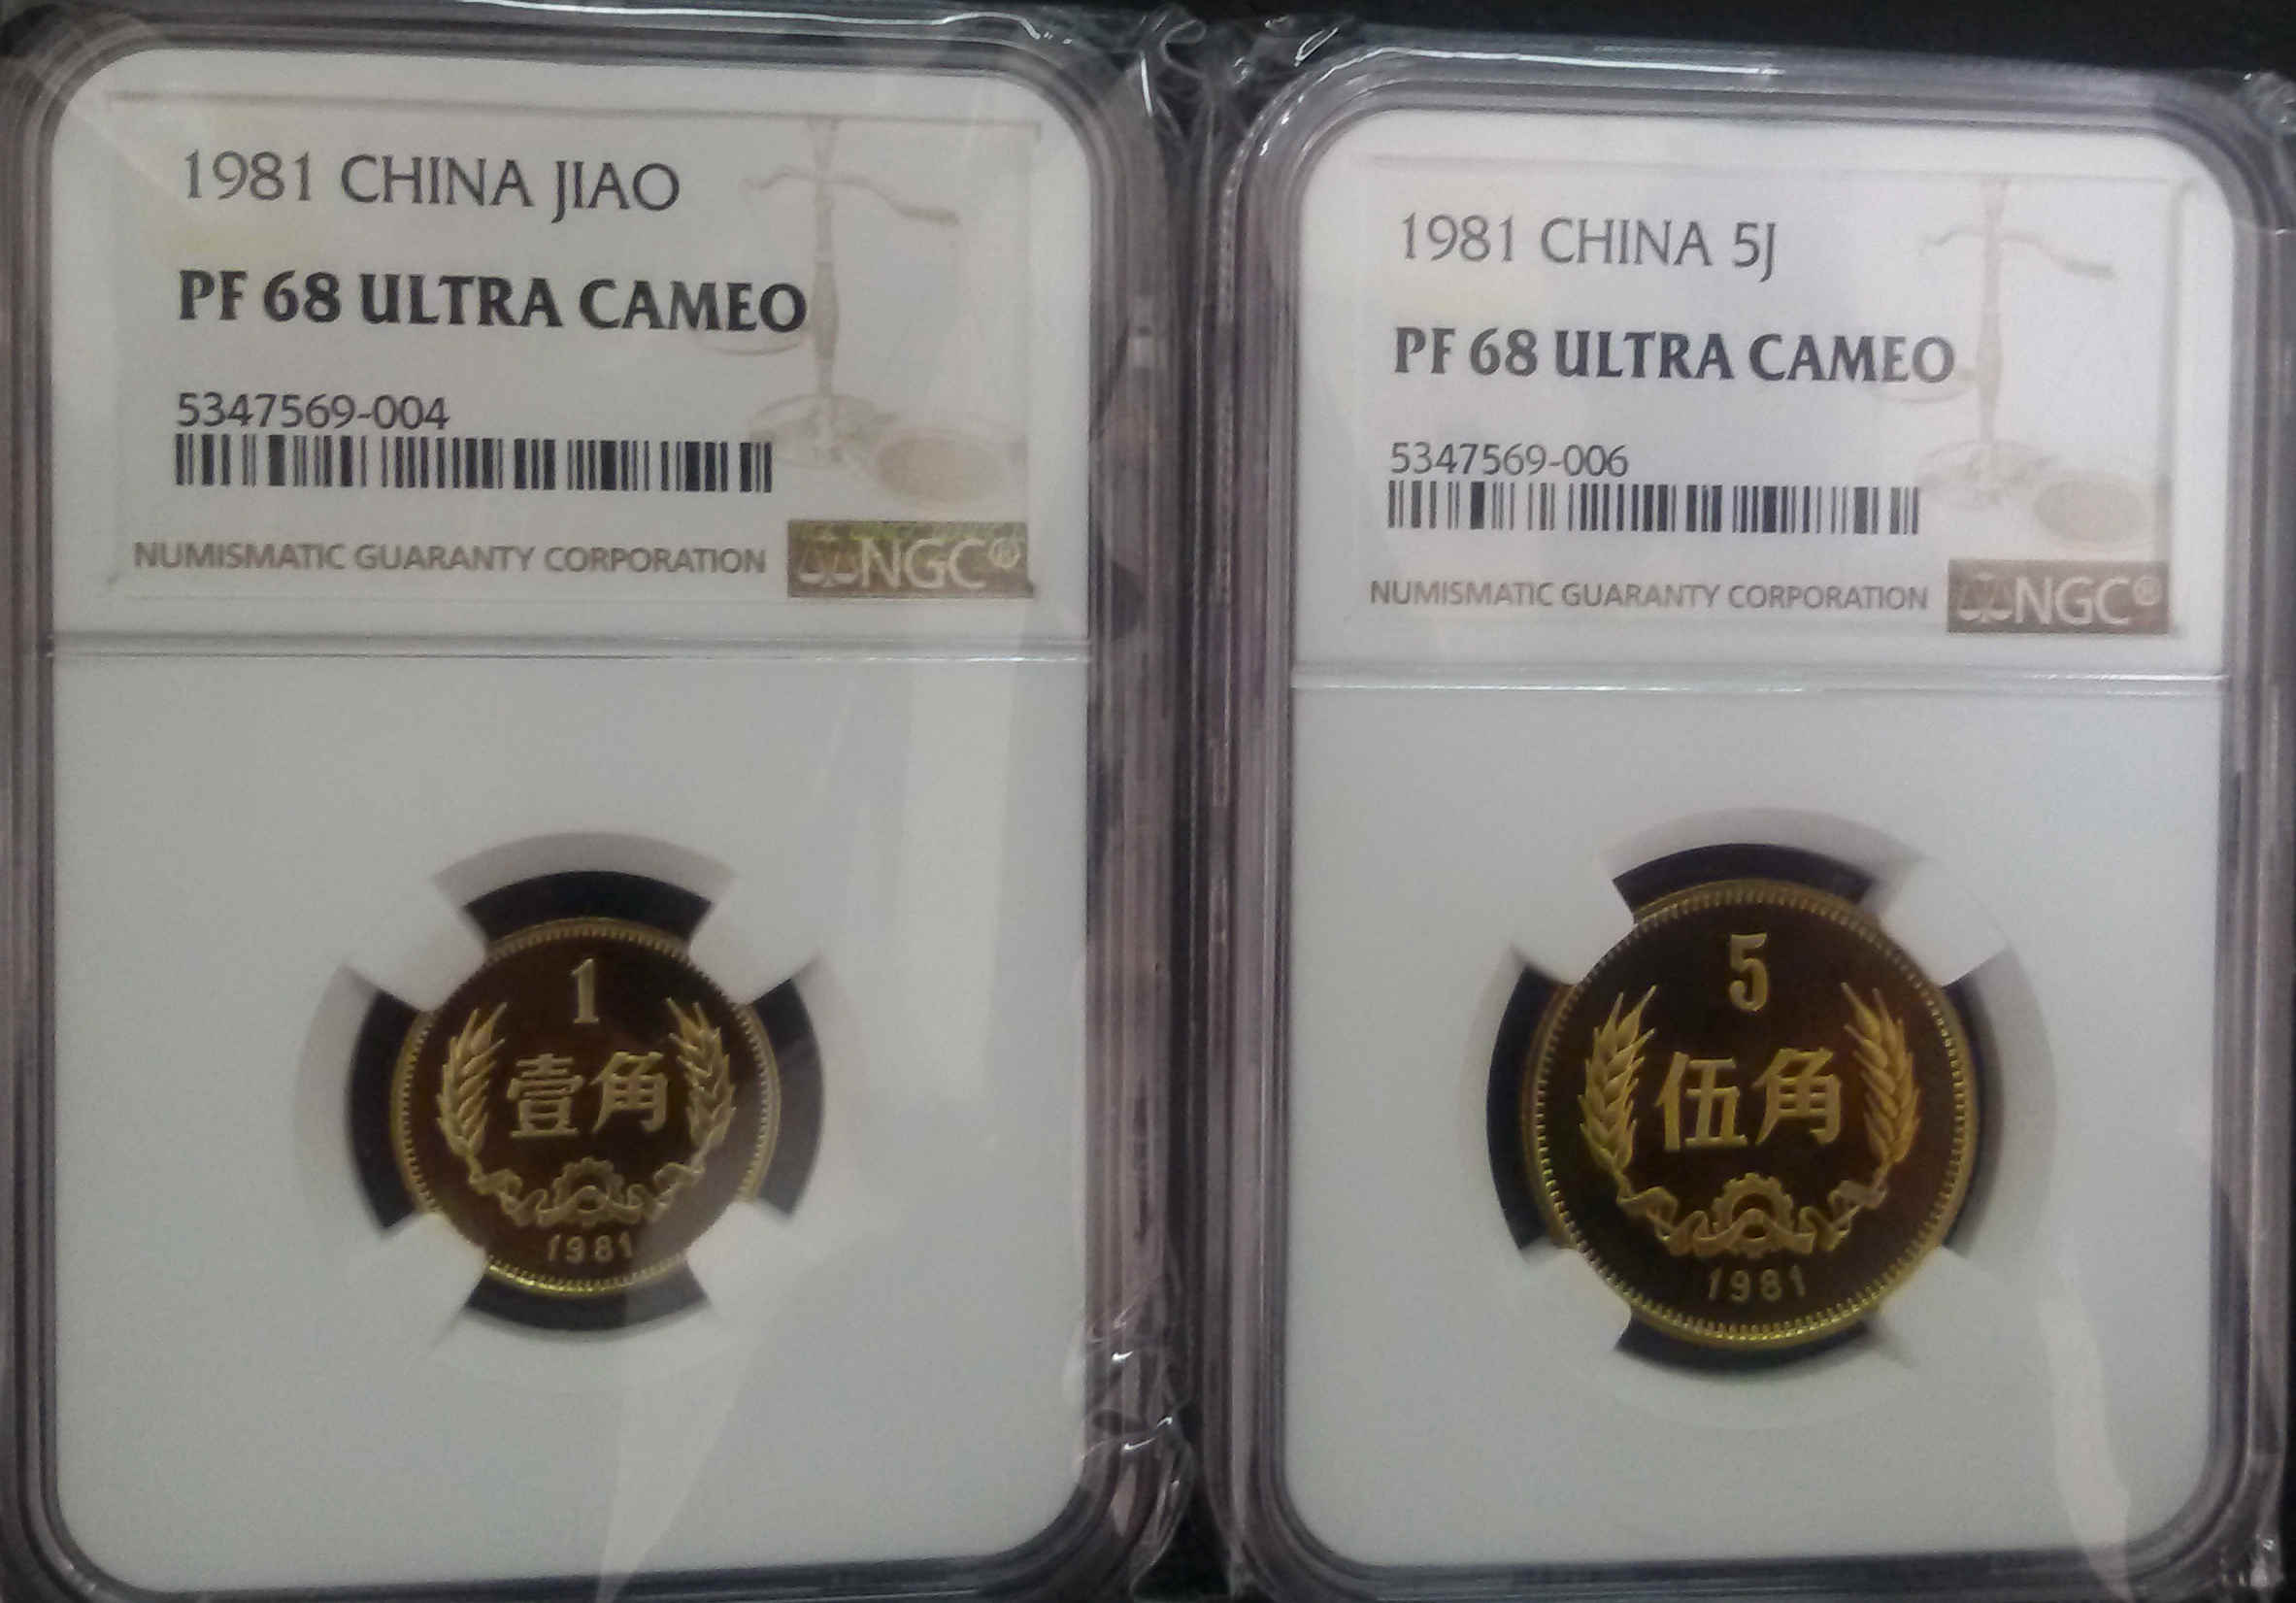 1981 CHINA JIAO
PF 68 ULTRA CAMEO
5347569-004
NUMISMATIC GUARANTY CORPORATION NGC®
1
壹角
1981
1981 CHINA 5J
PF 68 ULTRA CAMEO
5347569-006
NUMISMATIC GUARANTY CORPORATION NGC®
5
伍角
1981